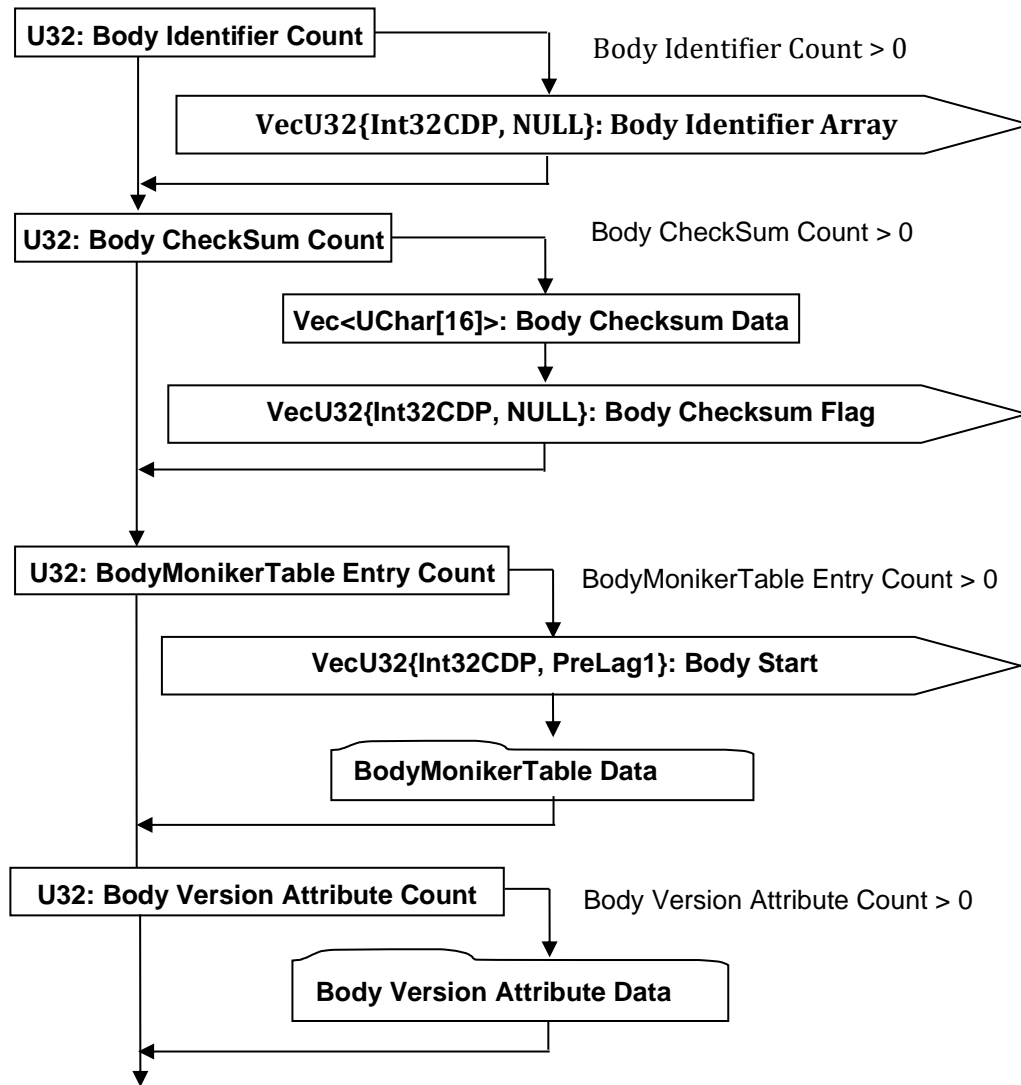 U32: Body Identifier Count
Body Identifier Count > 0
VecU32{Int32CDP, NULL}: Body Identifier Array
U32: Body CheckSum Count
Body CheckSum Count > 0
Vec<UChar[16]>: Body Checksum Data
VecU32{Int32CDP, NULL}: Body Checksum Flag
U32: BodyMonikerTable Entry Count
BodyMonikerTable Entry Count > 0
VecU32{Int32CDP, PreLag1}: Body Start
BodyMonikerTable Data
U32: Body Version Attribute Count
Body Version Attribute Count > 0
Body Version Attribute Data